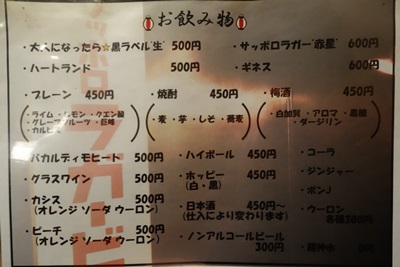 お飲み物
・大人になったら☆黒ラベル"生" 500円
・サッポロラガー"赤星" 600円
・ハートランド 500円
・ギネス 600円
・プレーン 450円
(・ライム・レモン・クエン酸
・グレープフルーツ・巨峰
・カルピス)
・焼酎 450円
(・麦・芋・しそ・蕎麦)
・梅酒 450円
(・白加賀・アロマ・黒糖
・ダージリン)
・バカルディモヒート 500円
・グラスワイン 500円
・カシス 500円
(オレンジ ソーダ ウーロン)
・ピーチ 500円
(オレンジ ソーダ ウーロン)
・ハイボール 450円
・ホッピー 450円
(白・黒)
・日本酒 450円~
(仕入により変わります)
・ノンアルコールビール
300円
・コーラ
・ジンジャー
・ポンJ
・ウーロン
各種200円